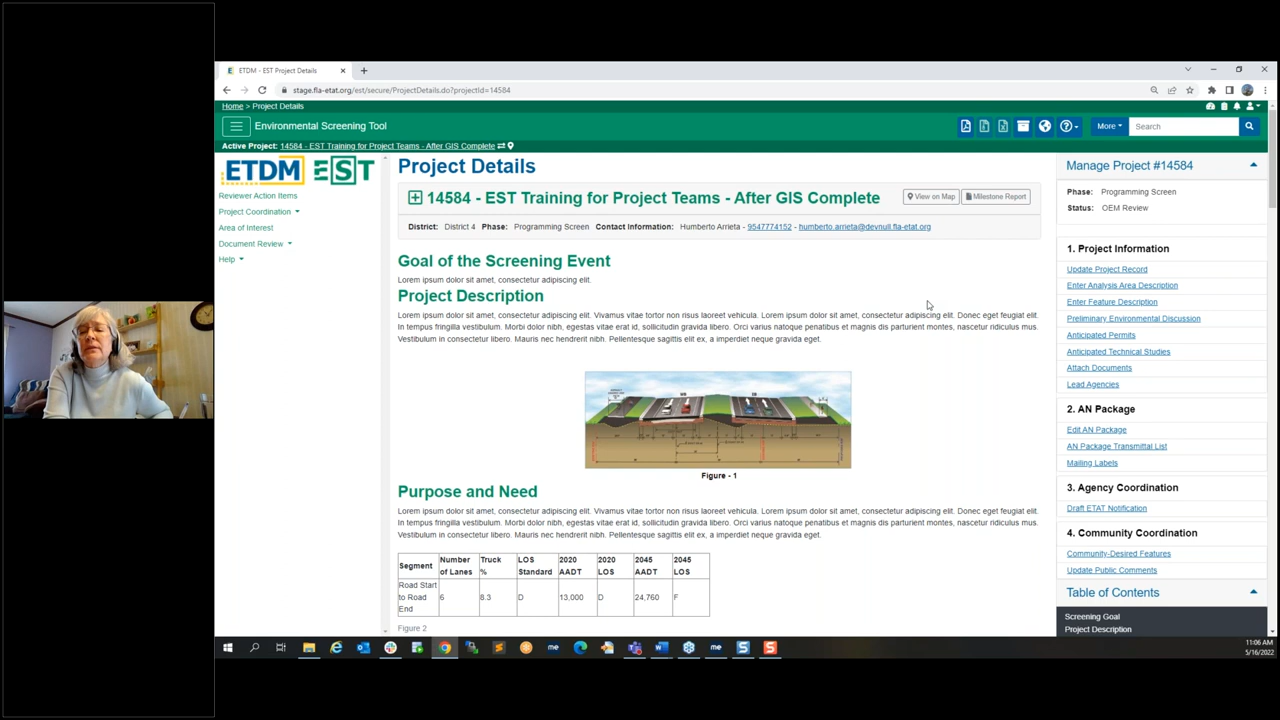 ETDM - EST Project Details
stage.fla-etat.org/est/secure/ProjectDetails.do?projectId=14584
Home > Project Details
Environmental Screening Tool
More
Search
Active Project: 14584 - EST Training for Project Teams - After GIS Complete
ETDM EST
Reviewer Action Items
Project Coordination
Area of Interest
Document Review
Help
Project Details
14584 - EST Training for Project Teams - After GIS Complete
View on Map
Milestone Report
District: District 4 Phase: Programming Screen Contact Information: Humberto Arrieta - 9547774152 - humberto.arrieta@devnull.fla-etat.org
Goal of the Screening Event
Lorem ipsum dolor sit amet, consectetur adipiscing elit.
Project Description
Lorem ipsum dolor sit amet, consectetur adipiscing elit. Vivamus vitae tortor non risus laoreet vehicula. Lorem ipsum dolor sit amet, consectetur adipiscing elit. Donec eget feugiat elit.
In tempus fringilla vestibulum. Morbi dolor nibh, egestas vitae erat id, sollicitudin gravida libero. Orci varius natoque penatibus et magnis dis parturient montes, nascetur ridiculus mus.
Vestibulum in consectetur libero. Mauris nec hendrerit nibh. Pellentesque sagittis elit ex, a imperdiet neque gravida eget.
Figure - 1
Purpose and Need
Lorem ipsum dolor sit amet, consectetur adipiscing elit. Vivamus vitae tortor non risus laoreet vehicula. Lorem ipsum dolor sit amet, consectetur adipiscing elit. Donec eget feugiat elit.
In tempus fringilla vestibulum. Morbi dolor nibh, egestas vitae erat id, sollicitudin gravida libero. Orci varius natoque penatibus et magnis dis parturient montes, nascetur ridiculus mus.
Vestibulum in consectetur libero. Mauris nec hendrerit nibh. Pellentesque sagittis elit ex, a imperdiet neque gravida eget.
Segment Number of Lanes Truck % LOS Standard 2020 AADT 2020 LOS 2045 AADT 2045 LOS
Road Start to Road End 6 8.3 D 13,000 D 24,760 F
Figure 2
Manage Project #14584
Phase: Programming Screen
Status: OEM Review
1. Project Information
Update Project Record
Enter Analysis Area Description
Enter Feature Description
Preliminary Environmental Discussion
Anticipated Permits
Anticipated Technical Studies
Attach Documents
Lead Agencies
2. AN Package
Edit AN Package
AN Package Transmittal List
Mailing Labels
3. Agency Coordination
Draft ETAT Notification
4. Community Coordination
Community-Desired Features
Update Public Comments
Table of Contents
Screening Goal
Project Description
11:06 AM
5/16/2022